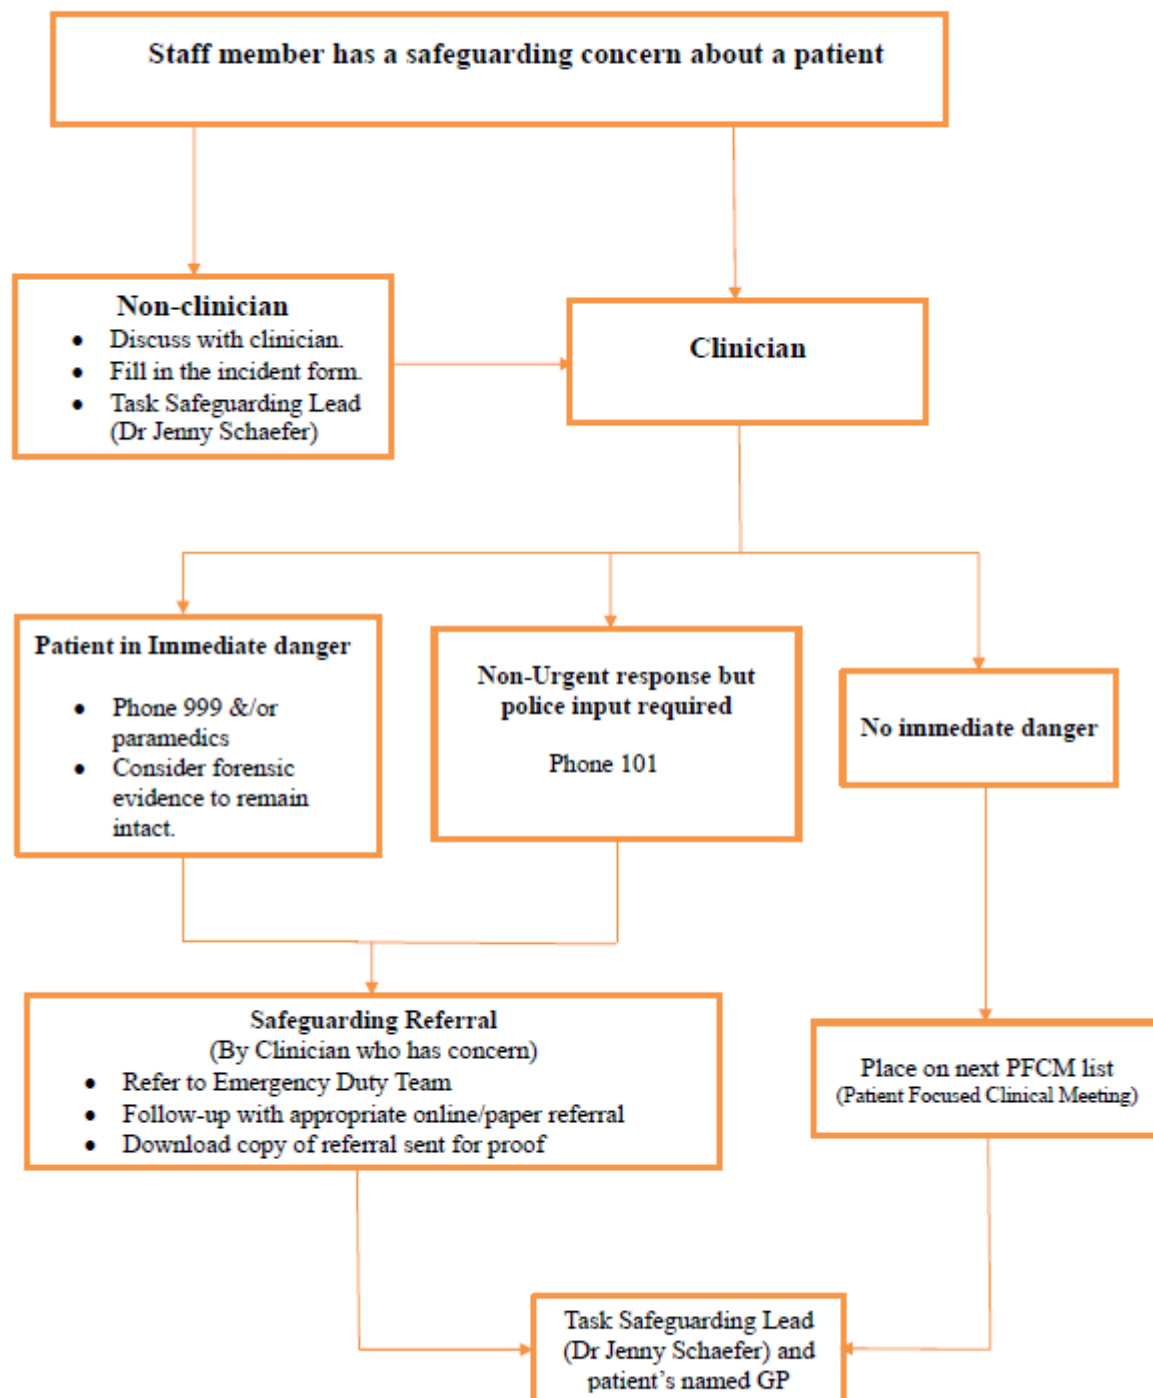 Staff member has a safeguarding concern about a patient
Non-clinician
• Discuss with clinician.
• Fill in the incident form.
• Task Safeguarding Lead
(Dr Jenny Schaefer)
Clinician
Patient in Immediate danger
• Phone 999 &/or
paramedics
• Consider forensic
evidence to remain
intact.
Non-Urgent response but
police input required
Phone 101
No immediate danger
Safeguarding Referral
(By Clinician who has concern)
• Refer to Emergency Duty Team
• Follow-up with appropriate online/paper referral
• Download copy of referral sent for proof
Place on next PFCM list
(Patient Focused Clinical Meeting)
Task Safeguarding Lead
(Dr Jenny Schaefer) and
patient’s named GP